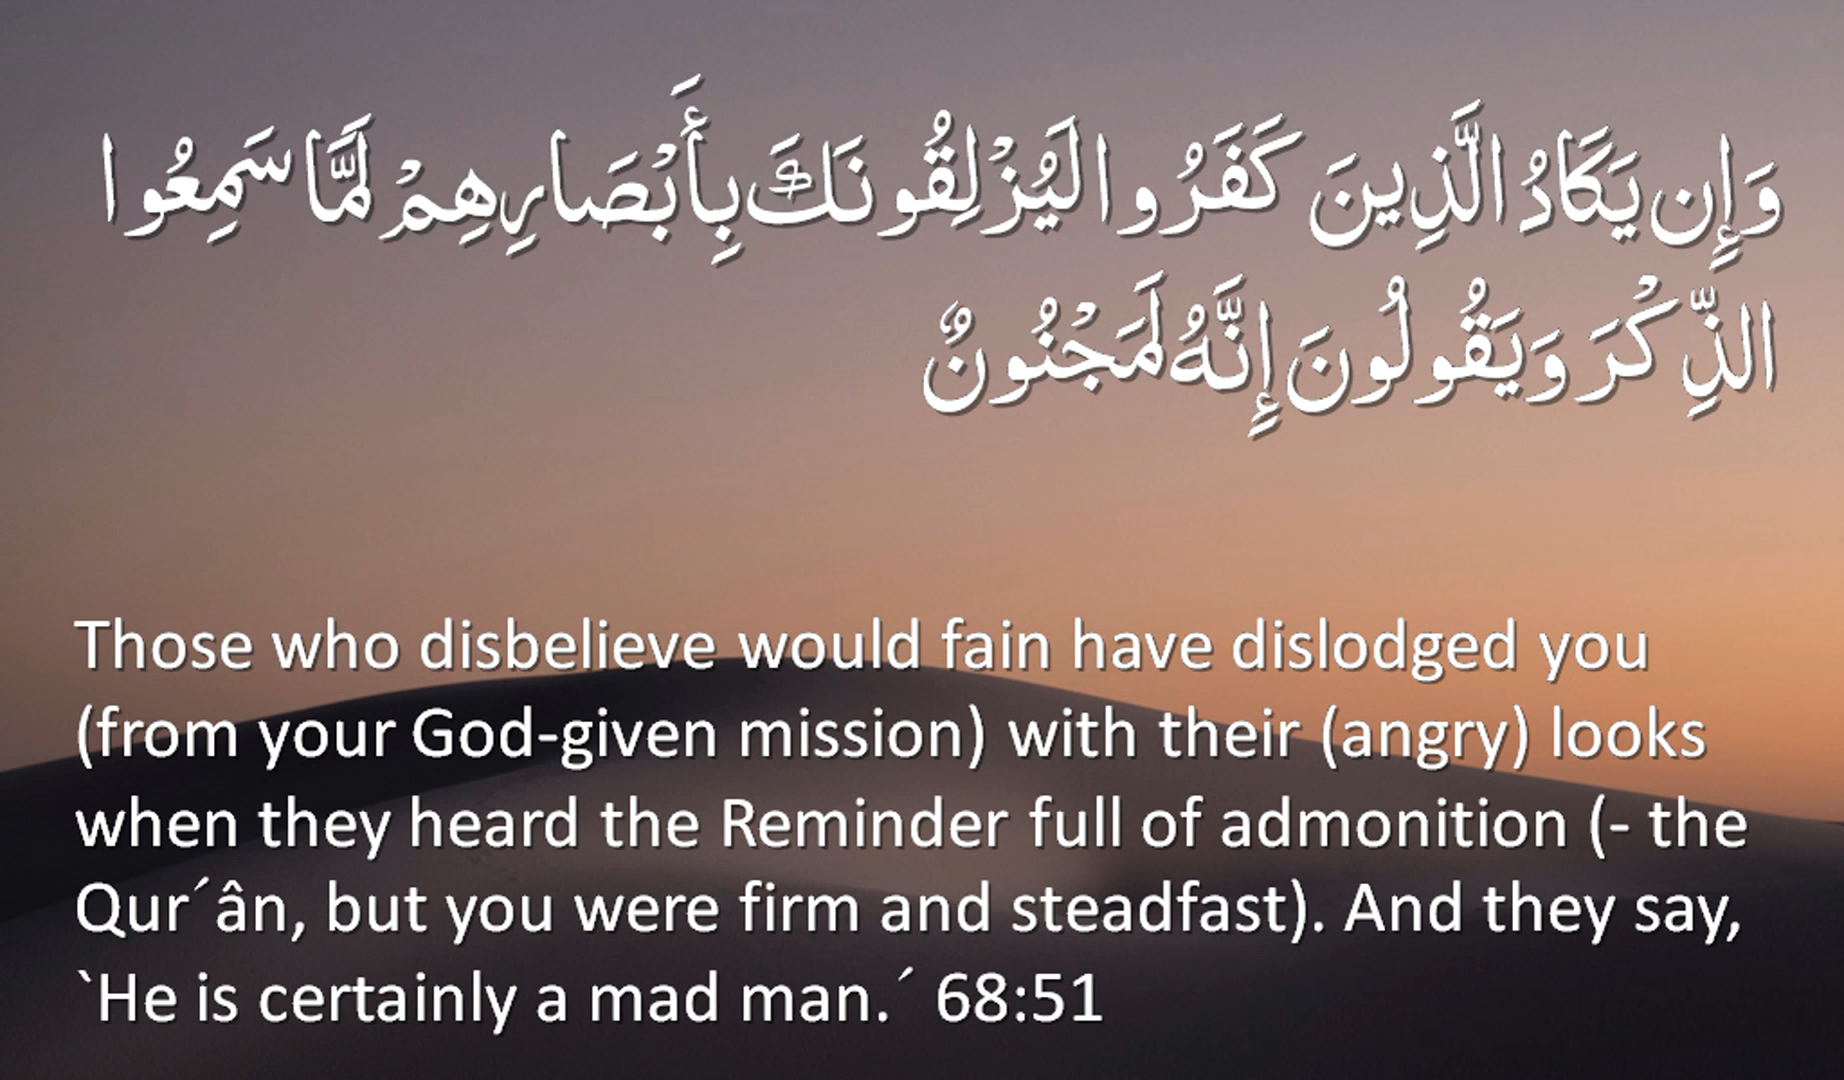 وَإِن يَكَادُ الَّذِينَ كَفَرُوا لَيُزْلِقُونَكَ بِأَبْصَارِهِمْ لَمَّا سَمِعُوا
الذِّكْرَ وَيَقُولُونَ إِنَّهُ لَمَجْنُونٌ
Those who disbelieve would fain have dislodged you
(from your God-given mission) with their (angry) looks
when they heard the Reminder full of admonition (- the
Qur´ân, but you were firm and steadfast). And they say,
`He is certainly a mad man.´ 68:51